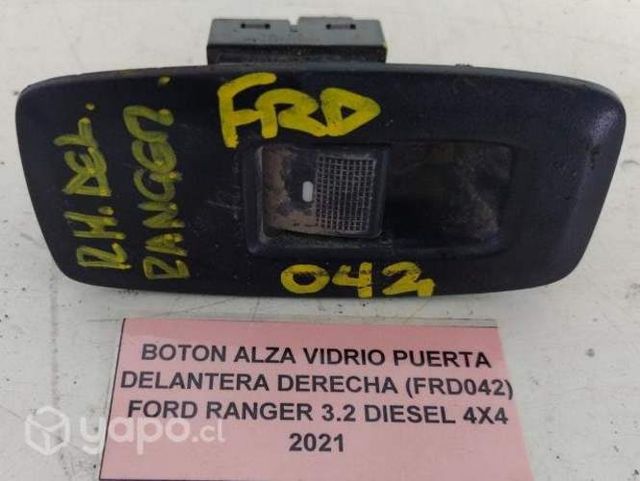 FRD
R.H. DEL.
RANGER.
042
BOTON ALZA VIDRIO PUERTA
DELANTERA DERECHA (FRD042)
FORD RANGER 3.2 DIESEL 4X4
2021
yapo.cl